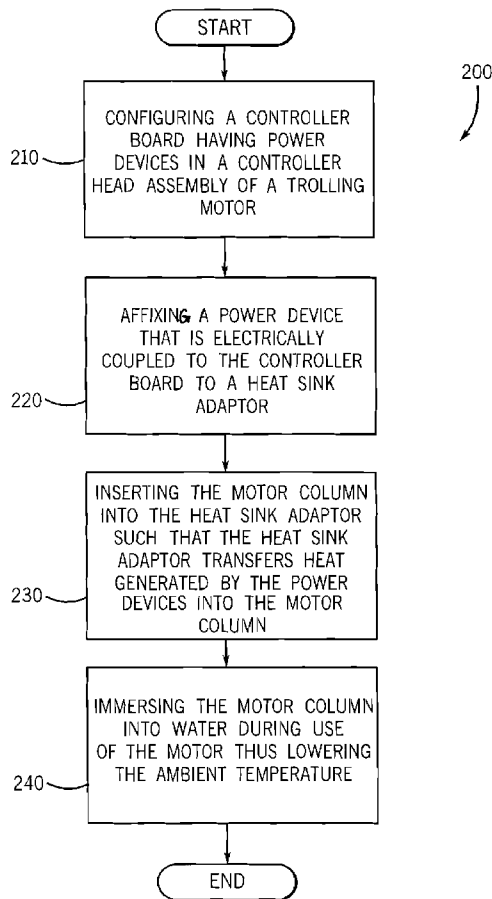 START
200
210
CONFIGURING A CONTROLLER
BOARD HAVING POWER
DEVICES IN A CONTROLLER
HEAD ASSEMBLY OF A TROLLING
MOTOR
220
AFFIXING A POWER DEVICE
THAT IS ELECTRICALLY
COUPLED TO THE CONTROLLER
BOARD TO A HEAT SINK
ADAPTOR
230
INSERTING THE MOTOR COLUMN
INTO THE HEAT SINK ADAPTOR
SUCH THAT THE HEAT SINK
ADAPTOR TRANSFERS HEAT
GENERATED BY THE POWER
DEVICES INTO THE MOTOR
COLUMN
240
IMMERSING THE MOTOR COLUMN
INTO WATER DURING USE
OF THE MOTOR THUS LOWERING
THE AMBIENT TEMPERATURE
END